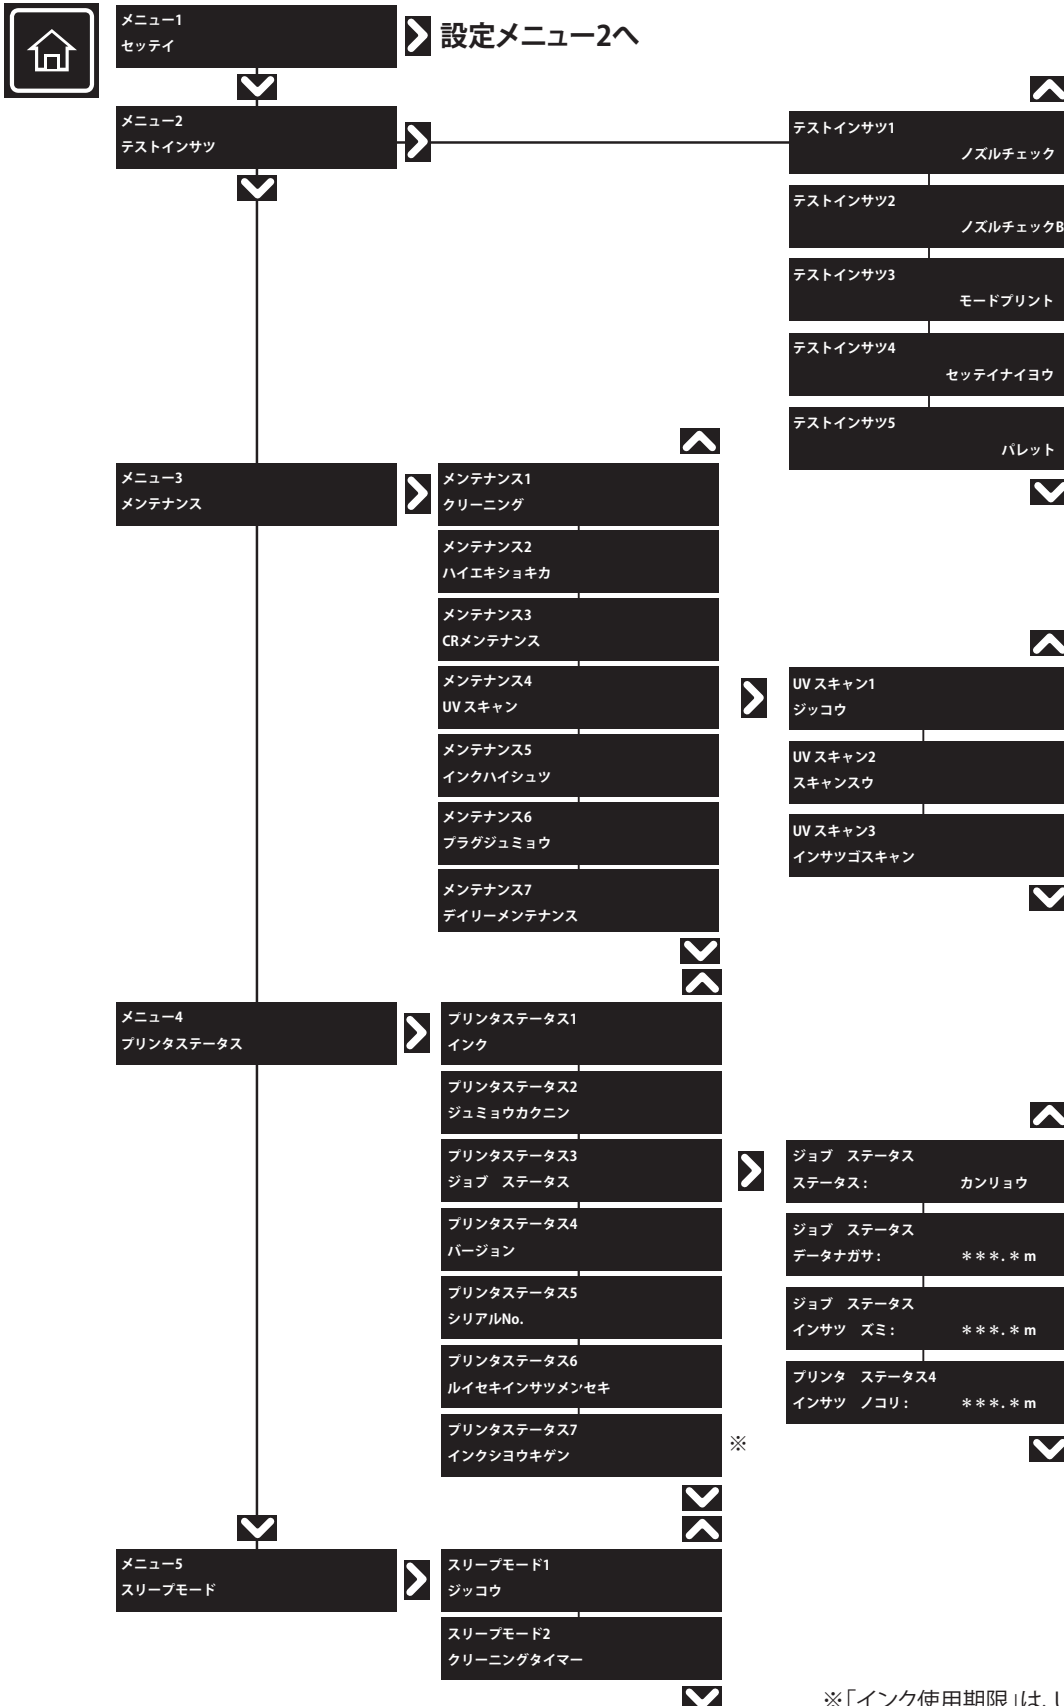 メニュー1
セッテイ
設定メニュー2へ
メニュー2
テストインサツ
テストインサツ1
ノズルチェック
テストインサツ2
ノズルチェックB
テストインサツ3
モードプリント
テストインサツ4
セッテイナイヨウ
テストインサツ5
パレット
メニュー3
メンテナンス
メンテナンス1
クリーニング
メンテナンス2
ハイエキショキカ
メンテナンス3
CRメンテナンス
メンテナンス4
UV スキャン
UV スキャン1
ジッコウ
UV スキャン2
スキャンスウ
UV スキャン3
インサツゴスキャン
メンテナンス5
インクハイシュツ
メンテナンス6
プラグジュミョウ
メンテナンス7
デイリーメンテナンス
メニュー4
プリンタステータス
プリンタステータス1
インク
プリンタステータス2
ジュミョウカクニン
プリンタステータス3
ジョブ ステータス
ジョブ ステータス
ステータス: カンリョウ
ジョブ ステータス
データナガサ: ***.*m
ジョブ ステータス
インサツ ズミ: ***.*m
プリンタ ステータス4
インサツ ノコリ: ***.*m
プリンタステータス4
バージョン
プリンタステータス5
シリアルNo.
プリンタステータス6
ルイセキインサツメンセキ
プリンタステータス7
インクシヨウキゲン
※
メニュー5
スリープモード
スリープモード1
ジッコウ
スリープモード2
クリーニングタイマー
※「インク使用期限」は、